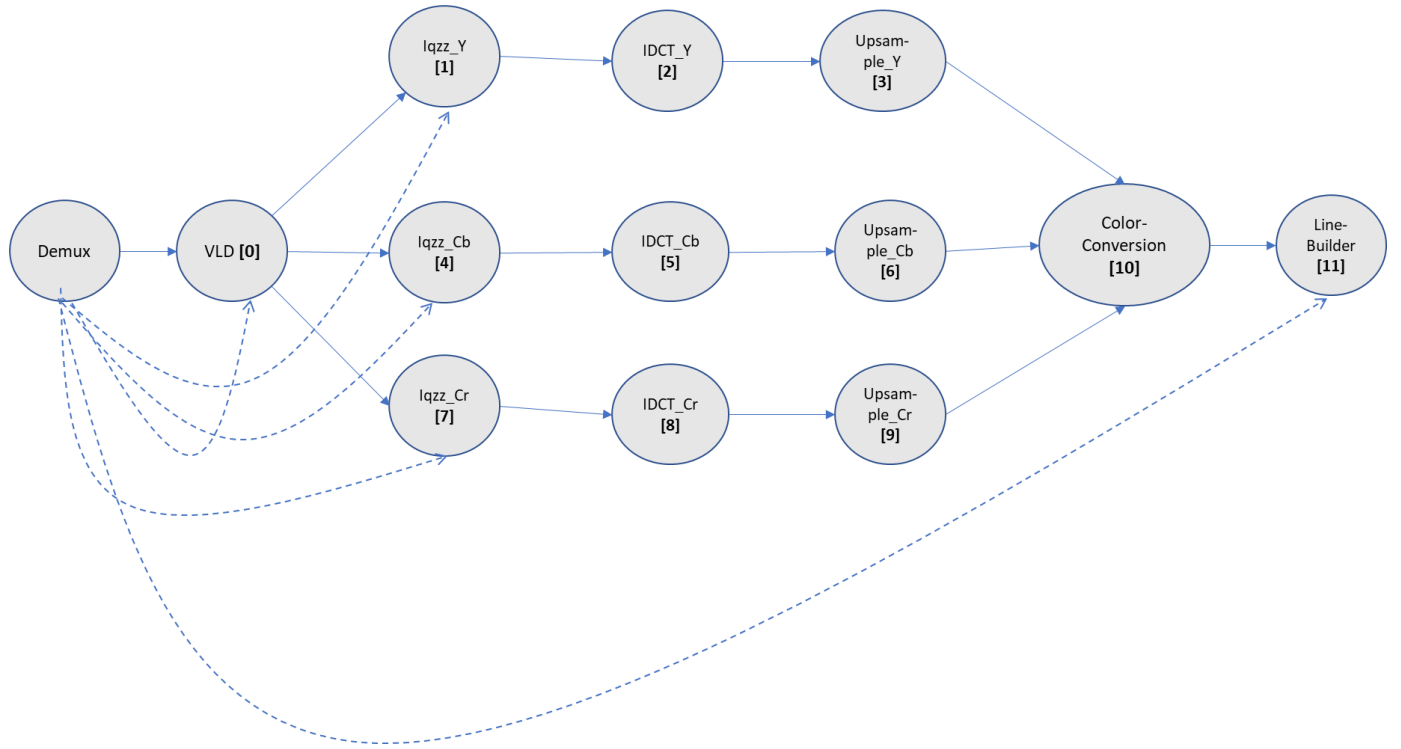 Iqzz_Y
[1]
IDCT_Y
[2]
Upsam-
ple_Y
[3]
Demux
VLD [0]
Iqzz_Cb
[4]
IDCT_Cb
[5]
Upsam-
ple_Cb
[6]
Color-
Conversion
[10]
Line-
Builder
[11]
Iqzz_Cr
[7]
IDCT_Cr
[8]
Upsam-
ple_Cr
[9]